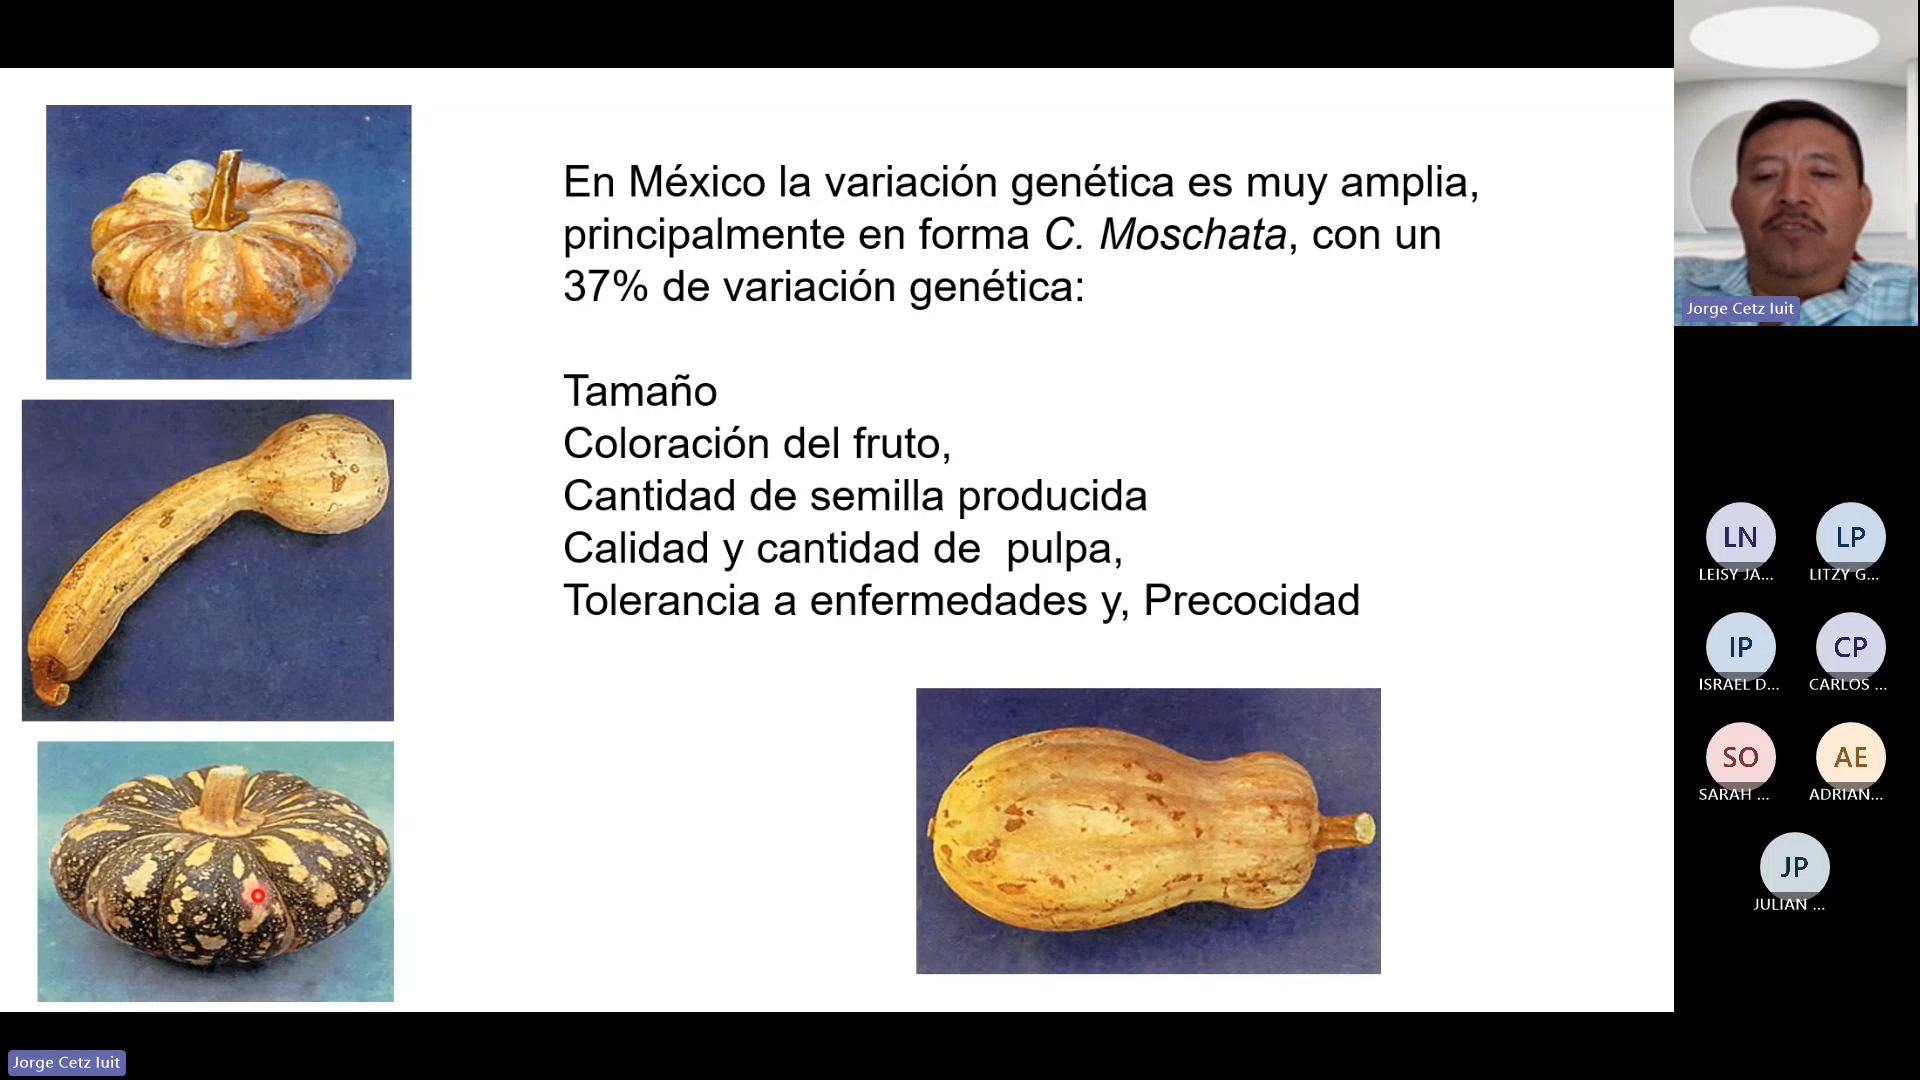 En México la variación genética es muy amplia,
principalmente en forma C. Moschata, con un
37% de variación genética:
Tamaño
Coloración del fruto,
Cantidad de semilla producida
Calidad y cantidad de  pulpa,
Tolerancia a enfermedades y, Precocidad
Jorge Cetz Iuit
LN
LEISY JA...
LP
LITZY G...
IP
ISRAEL D...
CP
CARLOS ...
SO
SARAH ...
AE
ADRIAN...
JP
JULIAN ...
Jorge Cetz Iuit